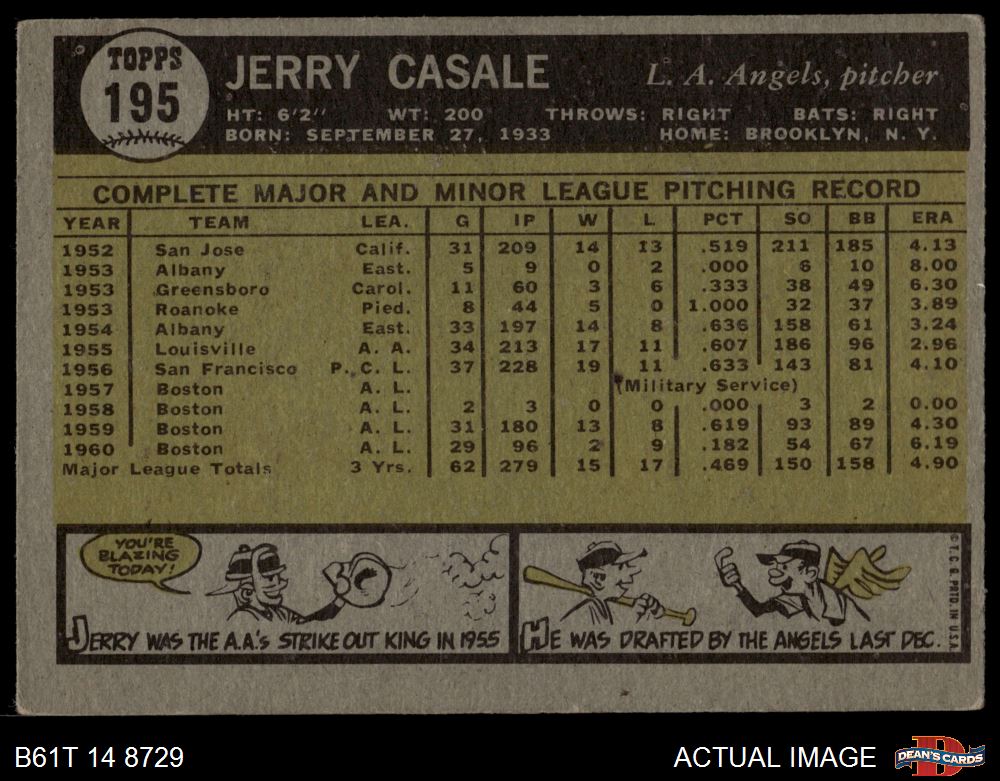 TOPPS
195
JERRY CASALE L. A. Angels, pitcher
HT: 6'2" WT: 200 THROWS: RIGHT BATS: RIGHT
BORN: SEPTEMBER 27, 1933 HOME: BROOKLYN, N. Y.
COMPLETE MAJOR AND MINOR LEAGUE PITCHING RECORD
YEAR TEAM LEA. G IP W L PCT SO BB ERA
1952 San Jose Calif. 31 209 14 13 .519 211 185 4.13
1953 Albany East. 5 9 0 2 .000 6 10 8.00
1953 Greensboro Carol. 11 60 3 6 .333 38 49 6.30
1953 Roanoke Pied. 8 44 5 0 1.000 32 37 3.89
1954 Albany East. 33 197 14 8 .636 158 61 3.24
1955 Louisville A. A. 34 213 17 11 .607 186 96 2.96
1956 San Francisco P. C. L. 37 228 19 11 .633 143 81 4.10
1957 Boston A. L. (Military Service)
1958 Boston A. L. 2 3 0 0 .000 3 2 0.00
1959 Boston A. L. 31 180 13 8 .619 93 89 4.30
1960 Boston A. L. 29 96 2 9 .182 54 67 6.19
Major League Totals 3 Yrs. 62 279 15 17 .469 150 158 4.90
YOU'RE
BLAZING
TODAY!
JERRY WAS THE A.A.'s STRIKEOUT KING IN 1955
HE WAS DRAFTED BY THE ANGELS LAST DEC.
© T. C. G. PRTD. IN U.S.A.
B61T 14 8729 ACTUAL IMAGE
D
DEAN'S CARDS